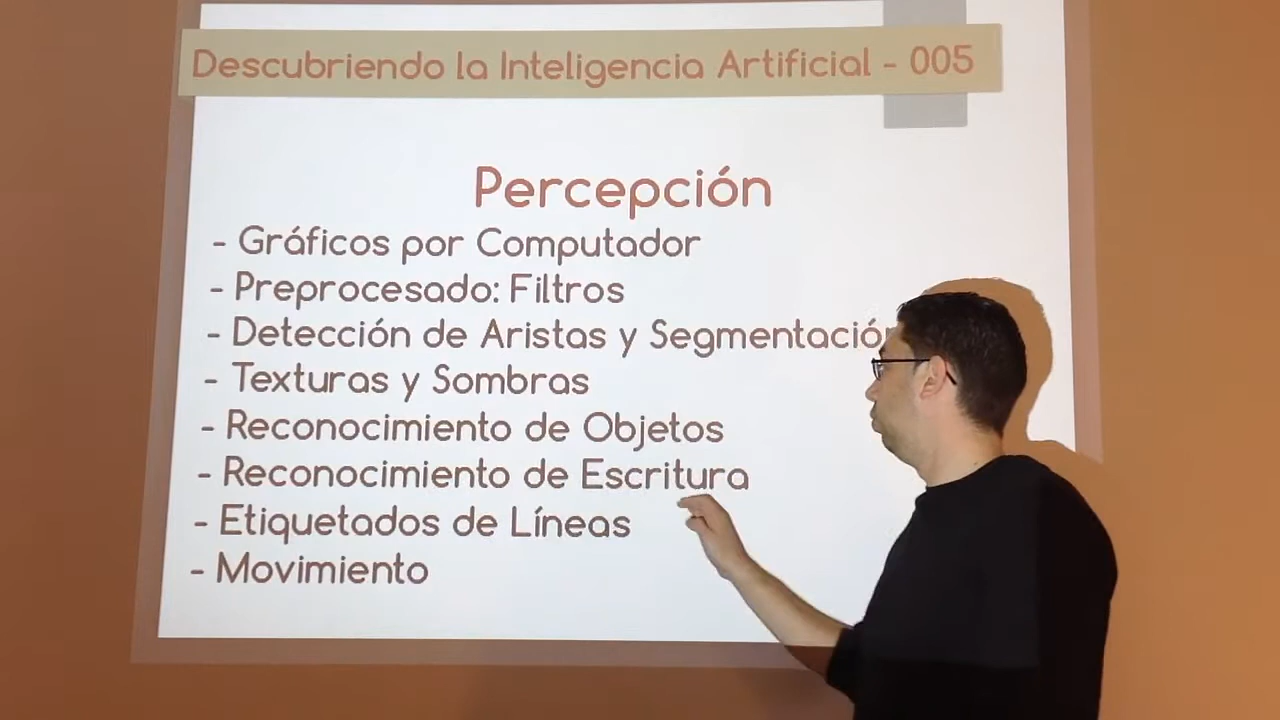 Descubriendo la Inteligencia Artificial - 005
Percepción
- Gráficos por Computador
- Preprocesado: Filtros
- Detección de Aristas y Segmentación
- Texturas y Sombras
- Reconocimiento de Objetos
- Reconocimiento de Escritura
- Etiquetados de Líneas
- Movimiento